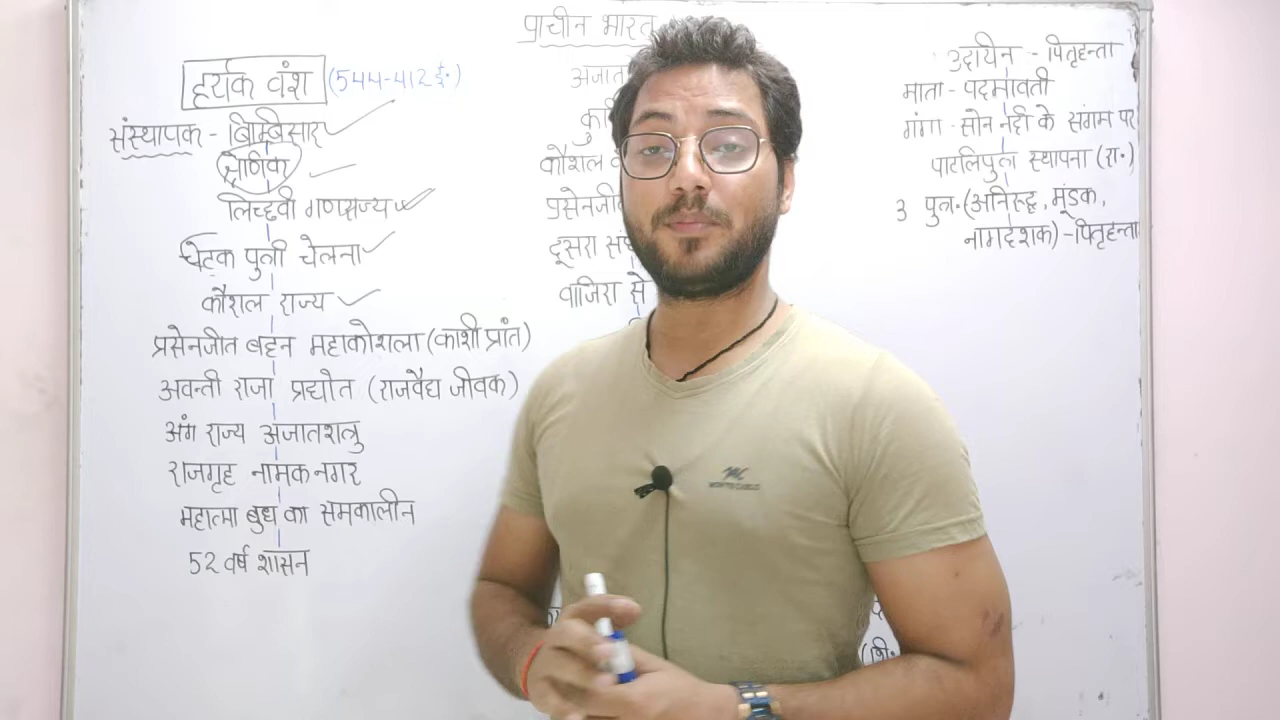 प्राचीन भारत
हर्यक वंश (544-412 ई॰)
संस्थापक - बिम्बिसार
श्रेणिक
लिच्छवी गणराज्य
चेटक पुत्री चेलना
कौशल राज्य
प्रसेनजीत बहन महाकोशला (काशी प्रांत)
अवन्ती राजा प्रद्योत (राजवैद्य जीवक)
अंग राज्य अजातशत्रु
राजगृह नामक नगर
महात्मा बुध का समकालीन
52 वर्ष शासन
अजात
कु
कौशल
प्रसेनजी
दूसरा
वाजिरा से
उदायिन - पितृहन्ता
माता - पदमावती
गंगा - सोन नदी के संगम पर
पाटलिपुत्र स्थापना (रा॰)
3 पुत्र. (अनिरुद्ध, मुंडक,
नागदशक) - पितृहन्ता